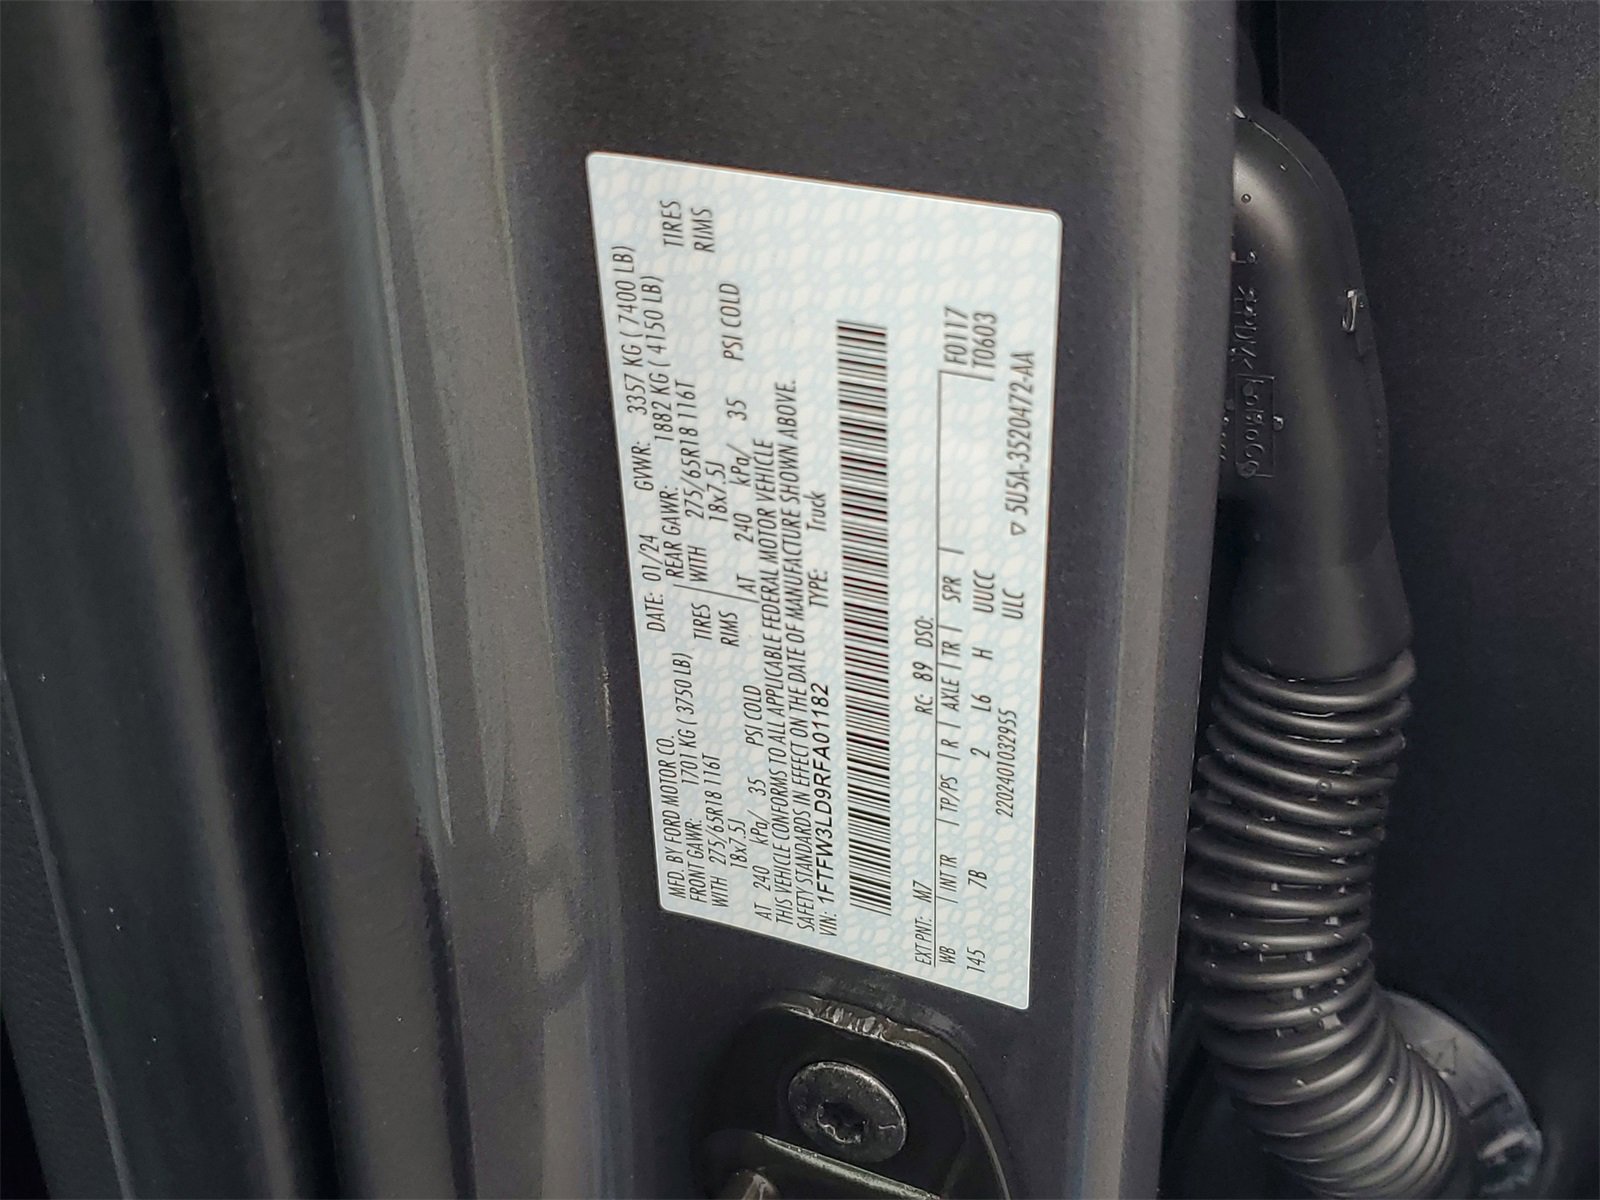 MFD. BY FORD MOTOR CO. DATE: 01/24 GVWR: 3357 KG ( 7400 LB)
FRONT GAWR: 1701 KG ( 3750 LB) REAR GAWR: 1882 KG ( 4150 LB)
WITH 275/65R18 116T TIRES WITH 275/65R18 116T TIRES
18x7.5J RIMS 18x7.5J RIMS
AT 240 kPa/ 35 PSI COLD AT 240 kPa/ 35 PSI COLD
THIS VEHICLE CONFORMS TO ALL APPLICABLE FEDERAL MOTOR VEHICLE
SAFETY STANDARDS IN EFFECT ON THE DATE OF MANUFACTURE SHOWN ABOVE.
VIN: 1FTFW3LD9RFA01182 TYPE: Truck
EXT PNT: M7 RC: 89 DSO: F0117
WB | INT TR | TP/PS | R | AXLE | TR | SPR | T0603
145 7B 2 L6 H UUCC
2202401032955 ULC ▽ 5U5A-3520472-AA